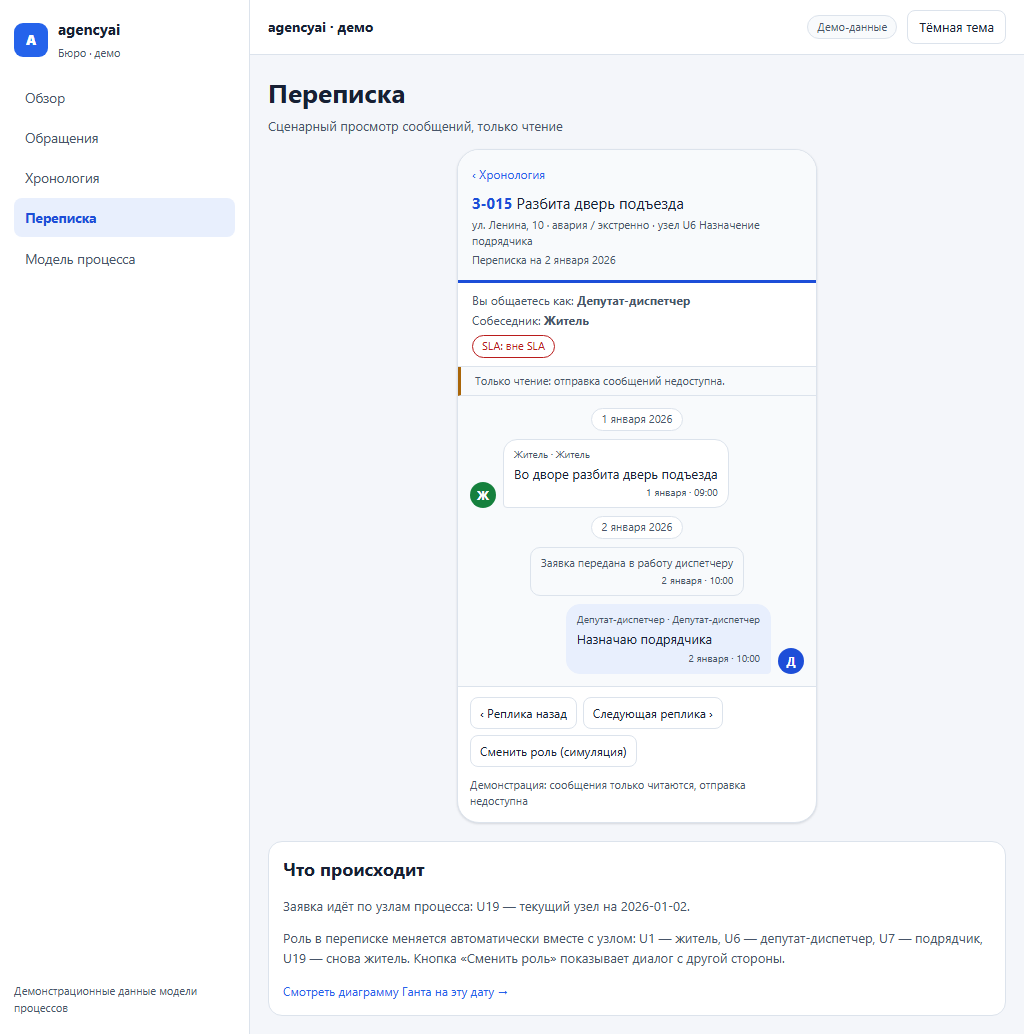 A
agencyai
Бюро · демо
Обзор
Обращения
Хронология
Переписка
Модель процесса
Демонстрационные данные модели
процессов
agencyai · демо
Демо-данные
Тёмная тема
Переписка
Сценарный просмотр сообщений, только чтение
‹ Хронология
З-015 Разбита дверь подъезда
ул. Ленина, 10 · авария / экстренно · узел U6 Назначение
подрядчика
Переписка на 2 января 2026
Вы общаетесь как: Депутат-диспетчер
Собеседник: Житель
SLA: вне SLA
Только чтение: отправка сообщений недоступна.
1 января 2026
Житель · Житель
Во дворе разбита дверь подъезда
1 января · 09:00
Ж
2 января 2026
Заявка передана в работу диспетчеру
2 января · 10:00
Депутат-диспетчер · Депутат-диспетчер
Назначаю подрядчика
2 января · 10:00
Д
‹ Реплика назад
Следующая реплика ›
Сменить роль (симуляция)
Демонстрация: сообщения только читаются, отправка
недоступна
Что происходит
Заявка идёт по узлам процесса: U19 — текущий узел на 2026-01-02.
Роль в переписке меняется автоматически вместе с узлом: U1 — житель, U6 — депутат-диспетчер, U7 — подрядчик,
U19 — снова житель. Кнопка «Сменить роль» показывает диалог с другой стороны.
Смотреть диаграмму Ганта на эту дату →